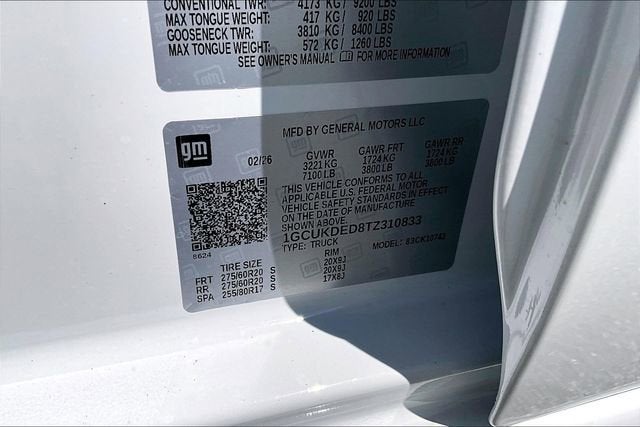 CONVENTIONAL TWR: 4173 KG/ 9200 LBS
MAX TONGUE WEIGHT: 417 KG/ 920 LBS
GOOSENECK TWR: 3810 KG/ 8400 LBS
MAX TONGUE WEIGHT: 572 KG/ 1260 LBS
SEE OWNER'S MANUAL FOR MORE INFORMATION
gm
MFD BY GENERAL MOTORS LLC
02/26 GVWR GAWR FRT GAWR RR
3221 KG 1724 KG 1724 KG
7100 LB 3800 LB 3800 LB
THIS VEHICLE CONFORMS TO ALL
APPLICABLE U.S. FEDERAL MOTOR
VEHICLE SAFETY STANDARDS IN EFFECT
ON THE DATE OF MANUFACTURE
SHOWN ABOVE.
1GCUKDED8TZ310833
TYPE: TRUCK MODEL: 83CK10743
8624
TIRE SIZE RIM
FRT 275/60R20 S 20X9J
RR 275/60R20 S 20X9J
SPA 255/80R17 S 17X8J